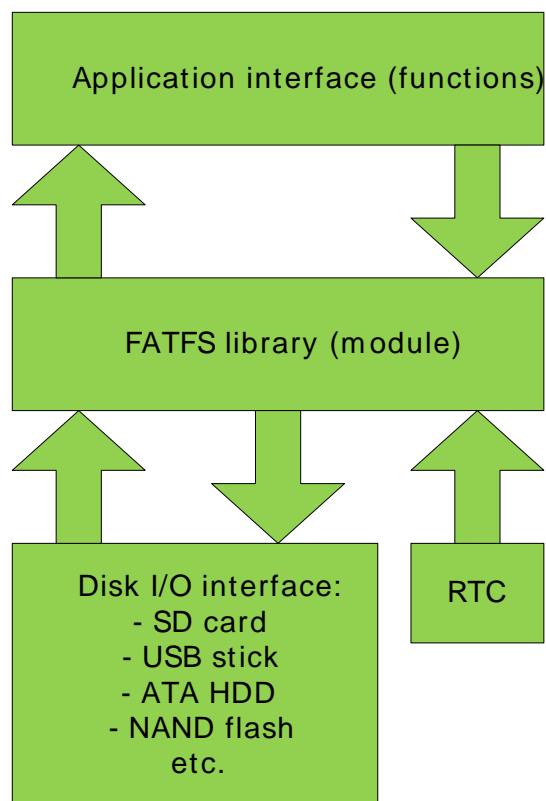 Application interface (functions)
FATFS library (module)
Disk I/O interface:
- SD card
- USB stick
- ATA HDD
- NAND flash
etc.
RTC